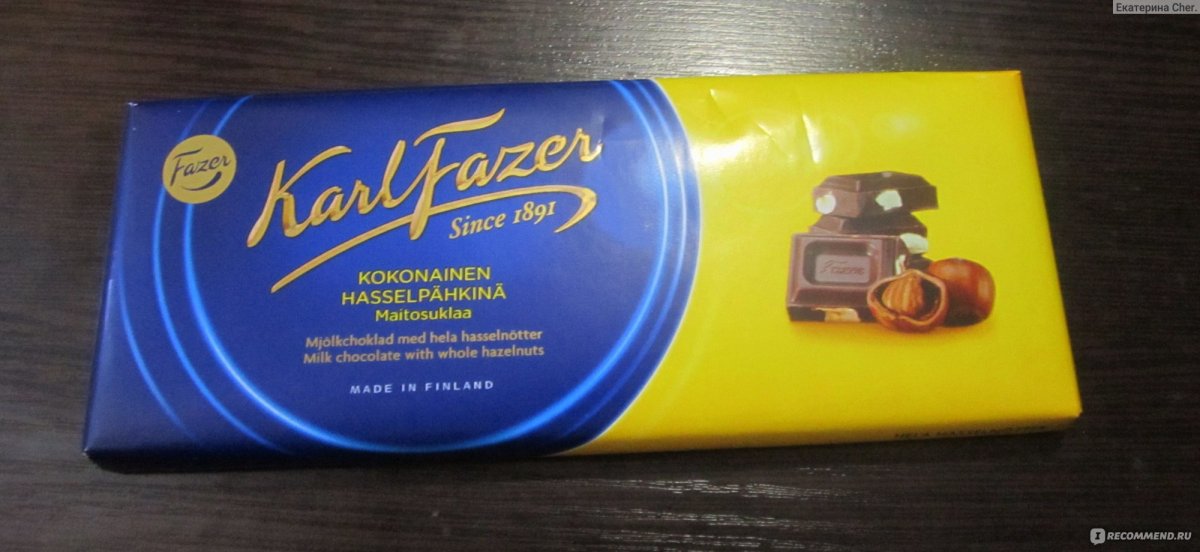 Екатерина Cher.
Fazer
Karl Fazer
Since 1891
KOKONAINEN
HASSELPÄHKINÄ
Maitosuklaa
Mjölkchoklad med hela hasselnötter
Milk chocolate with whole hazelnuts
MADE IN FINLAND
Fazer
I RECOMMEND.RU